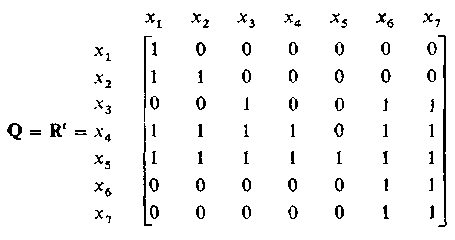 x₁ x₂ x₃ x₄ x₅ x₆ x₇
x₁ 1 0 0 0 0 0 0
x₂ 1 1 0 0 0 0 0
x₃ 0 0 1 0 0 1 1
Q = Rᵗ = x₄ 1 1 1 1 0 1 1
x₅ 1 1 1 1 1 1 1
x₆ 0 0 0 0 0 1 1
x₇ 0 0 0 0 0 1 1